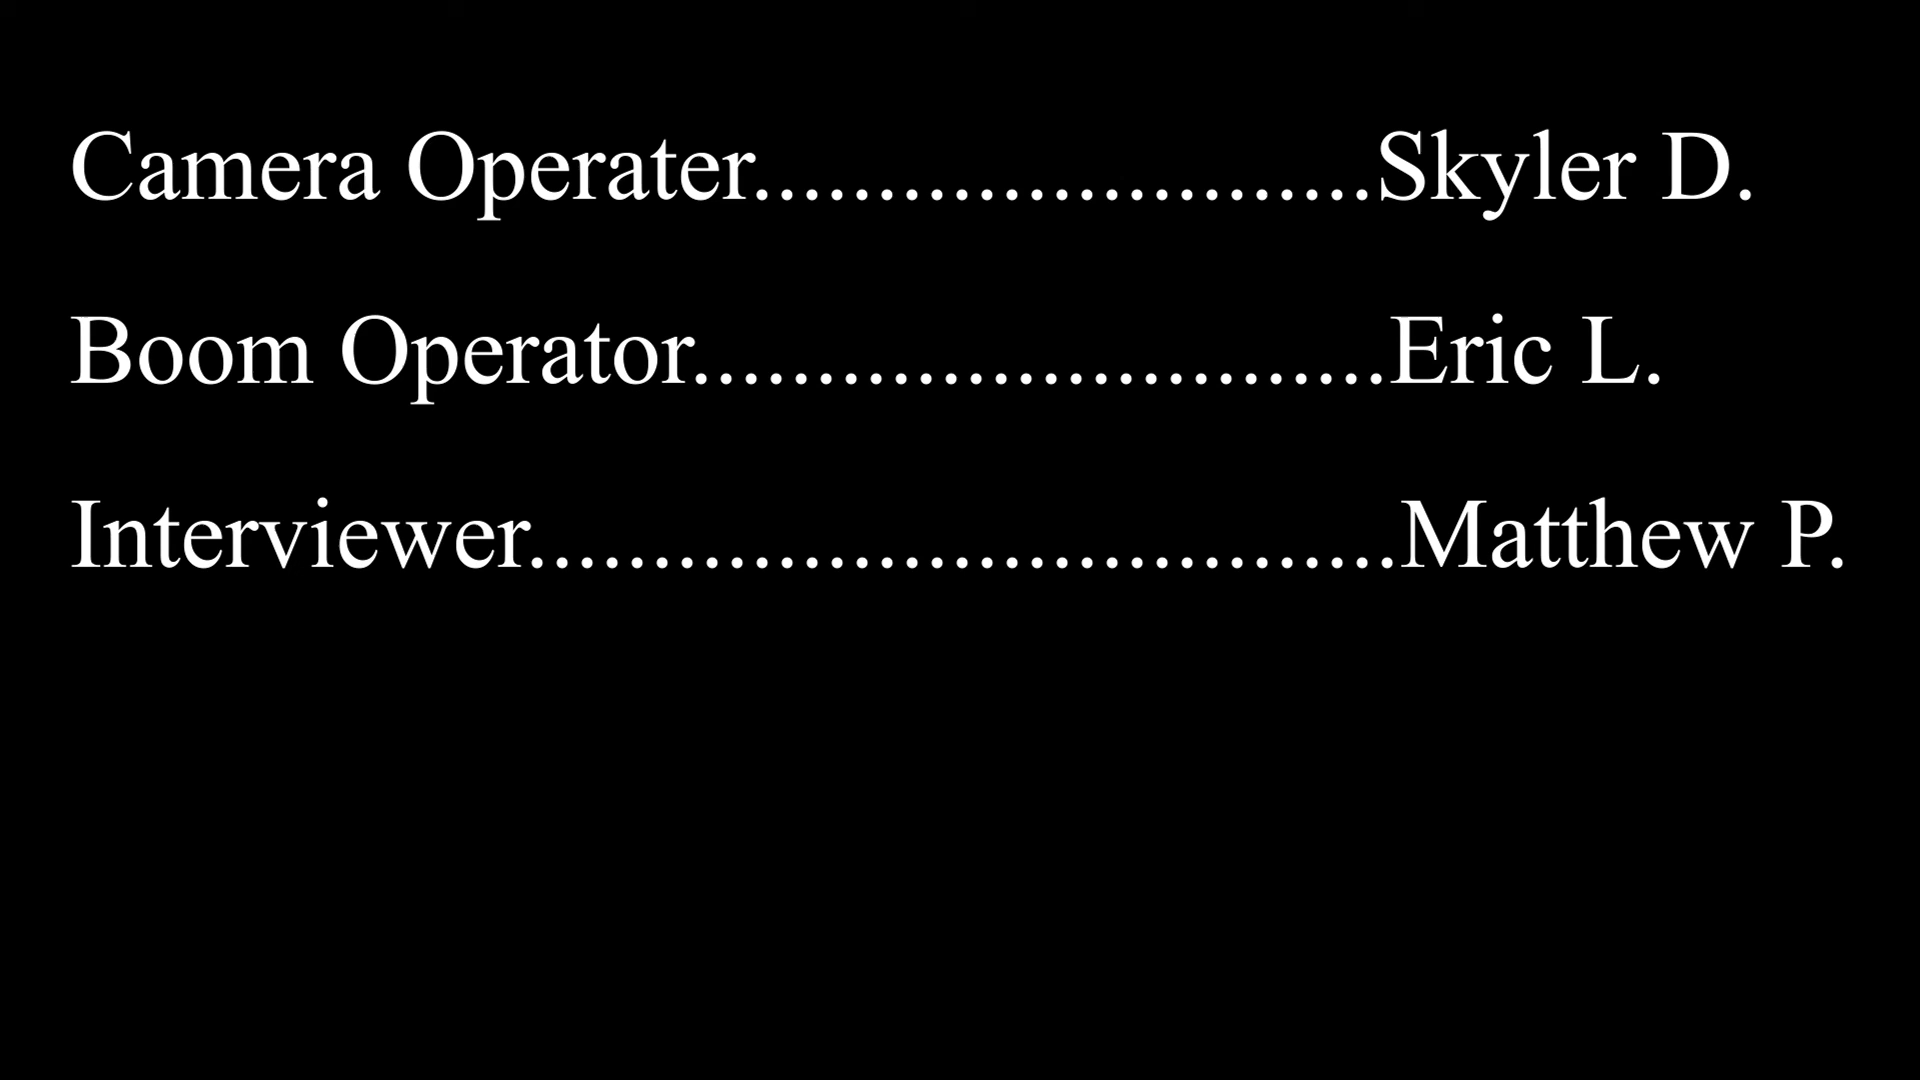 Camera Operater.........................Skyler D.
Boom Operator............................Eric L.
Interviewer...................................Matthew P.